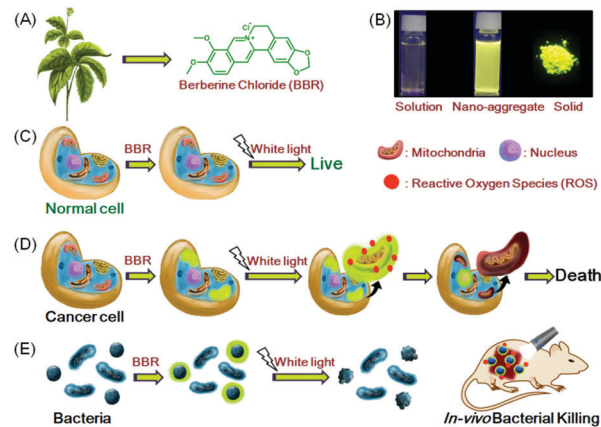 (A)
Cl⁻
N⁺
O
O
O
O
Berberine Chloride (BBR)
(B)
Solution Nano-aggregate Solid
(C)
BBR
White light
Live
Normal cell
: Mitochondria : Nucleus
: Reactive Oxygen Species (ROS)
(D)
BBR
White light
Death
Cancer cell
(E)
BBR
White light
Bacteria
In-vivo Bacterial Killing